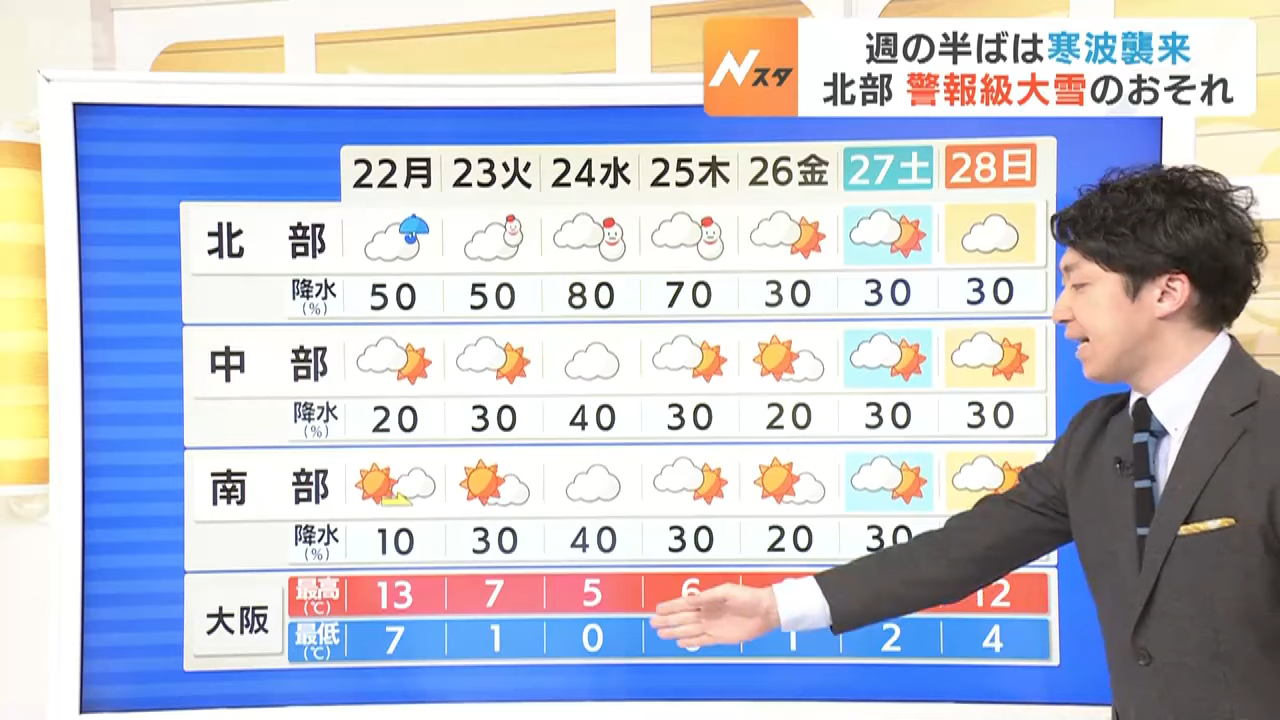 Nスタ
週の半ばは寒波襲来
北部 警報級大雪のおそれ
22月 23火 24水 25木 26金 27土 28日
北部
降水(%) 50 50 80 70 30 30 30
中部
降水(%) 20 30 40 30 20 30 30
南部
降水(%) 10 30 40 30 20 30
大阪
最高(℃) 13 7 5 6 12
最低(℃) 7 1 0 1 2 4